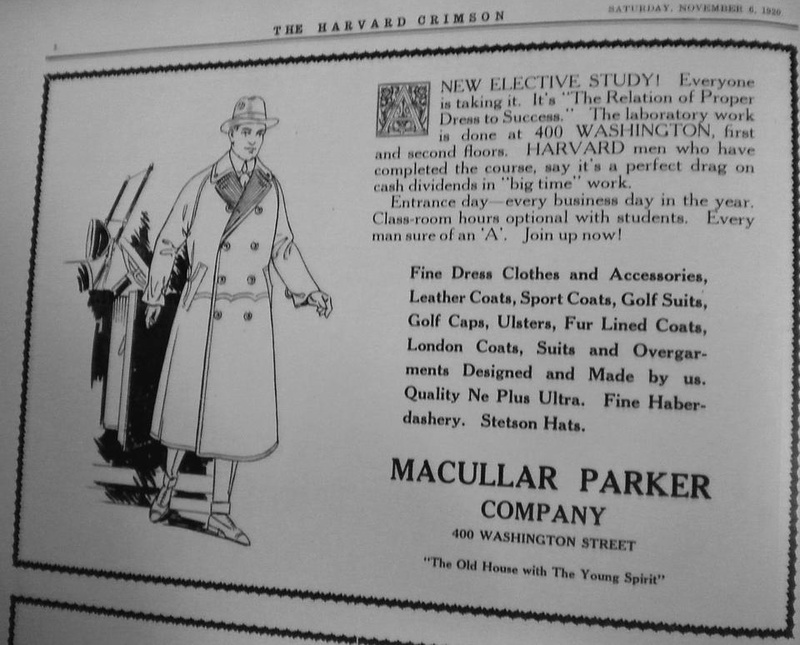 THE HARVARD CRIMSON
SATURDAY, NOVEMBER 6, 1920
A NEW ELECTIVE STUDY! Everyone
is taking it. It's "The Relation of Proper
Dress to Success." The laboratory work
is done at 400 WASHINGTON, first
and second floors. HARVARD men who have
completed the course, say it's a perfect drag on
cash dividends in "big time" work.
Entrance day—every business day in the year.
Class-room hours optional with students. Every
man sure of an 'A'. Join up now!
Fine Dress Clothes and Accessories,
Leather Coats, Sport Coats, Golf Suits,
Golf Caps, Ulsters, Fur Lined Coats,
London Coats, Suits and Overgar-
ments Designed and Made by us.
Quality Ne Plus Ultra. Fine Haber-
dashery. Stetson Hats.
MACULLAR PARKER
COMPANY
400 WASHINGTON STREET
"The Old House with The Young Spirit"